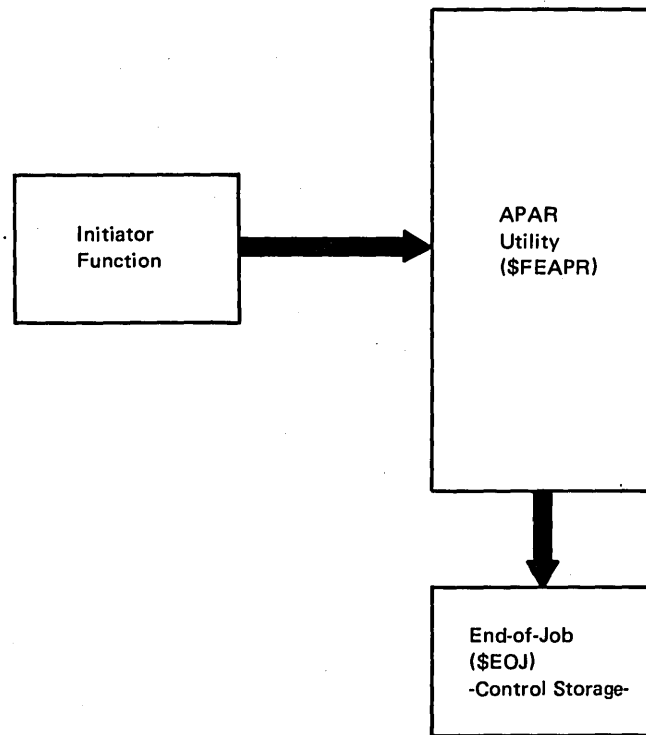 Initiator
Function
APAR
Utility
($FEAPR)
End-of-Job
($EOJ)
-Control Storage-